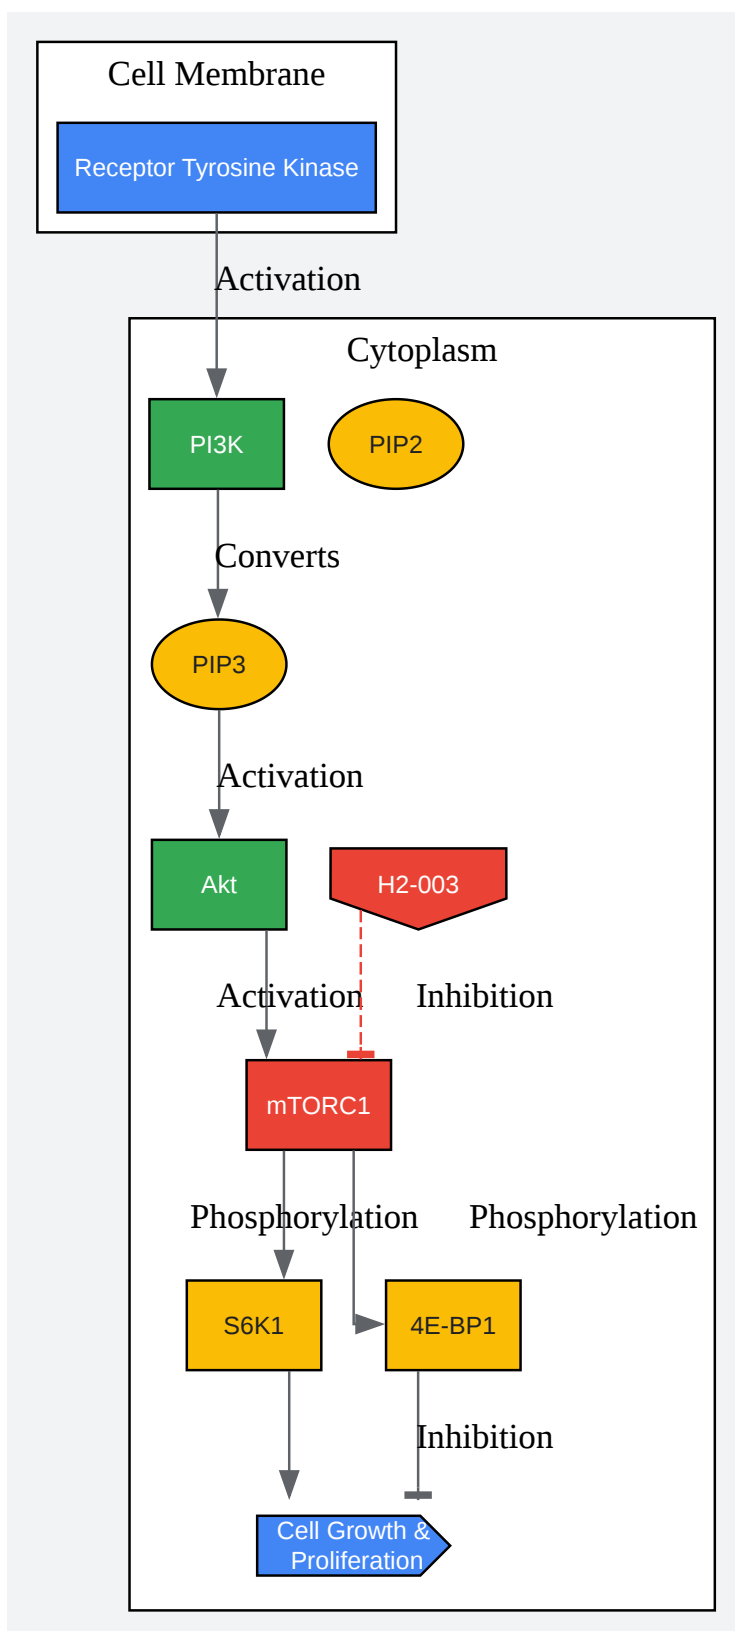 Cell Membrane
Receptor Tyrosine Kinase
Activation
Cytoplasm
PI3K
PIP2
Converts
PIP3
Activation
Akt
H2-003
Activation
Inhibition
mTORC1
Phosphorylation
Phosphorylation
S6K1
4E-BP1
Inhibition
Cell Growth &
Proliferation